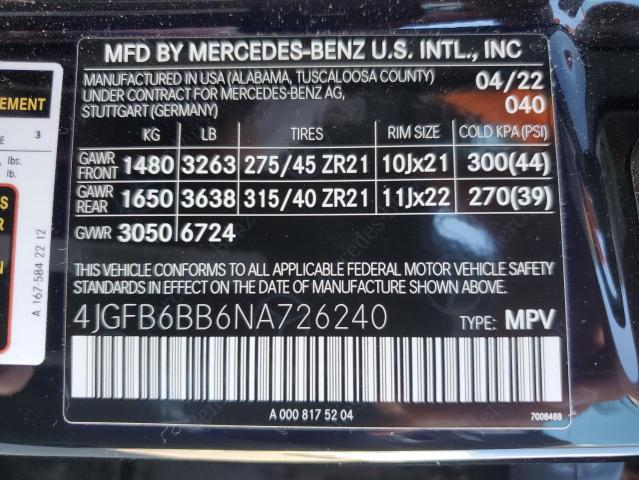 MFD BY MERCEDES-BENZ U.S. INTL., INC
MANUFACTURED IN USA (ALABAMA, TUSCALOOSA COUNTY) 04/22
UNDER CONTRACT FOR MERCEDES-BENZ AG, 040
STUTTGART (GERMANY)
KG LB TIRES RIM SIZE COLD KPA (PSI)
GAWR FRONT 1480 3263 275/45 ZR21 10Jx21 300(44)
GAWR REAR 1650 3638 315/40 ZR21 11Jx22 270(39)
GVWR 3050 6724
THIS VEHICLE CONFORMS TO ALL APPLICABLE FEDERAL MOTOR VEHICLE SAFETY
STANDARDS IN EFFECT ON THE DATE OF MANUFACTURE SHOWN ABOVE.
4JGFB6BB6NA726240 TYPE: MPV
A 000 817 52 04
7008488
EMENT
3
lbs.
lb.
A 167 584 22 12